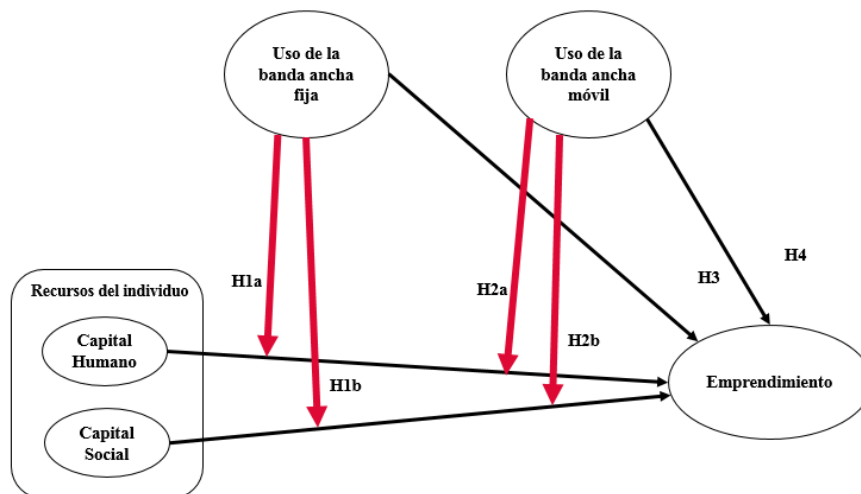 Uso de la
banda ancha
fija
Uso de la
banda ancha
móvil
H1a
H2a
H3
H4
Recursos del individuo
Capital
Humano
H1b
H2b
Emprendimiento
Capital
Social